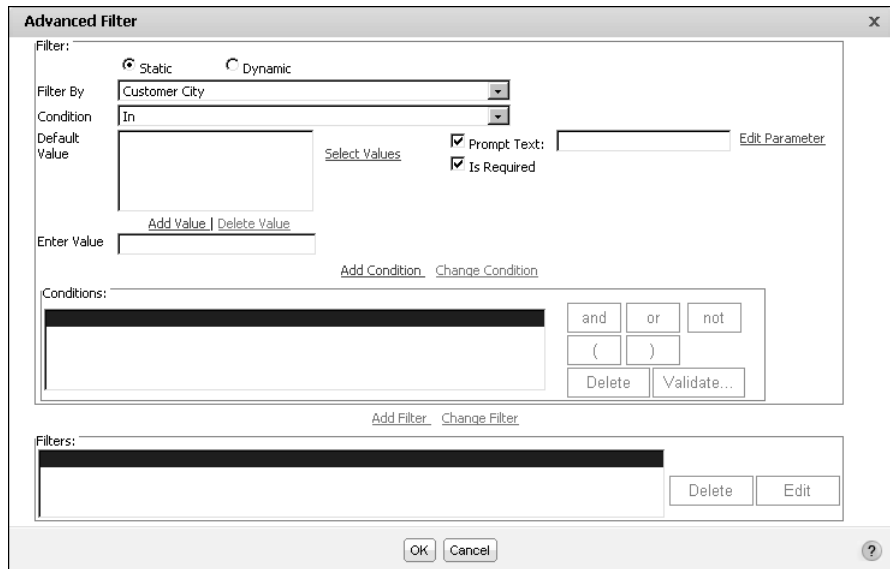 Advanced Filter x
Filter:
Static Dynamic
Filter By Customer City
Condition In
Default Value Select Values Prompt Text: Edit Parameter
Is Required
Add Value | Delete Value
Enter Value
Add Condition Change Condition
Conditions:
and or not
( )
Delete Validate...
Add Filter Change Filter
Filters:
Delete Edit
OK Cancel ?